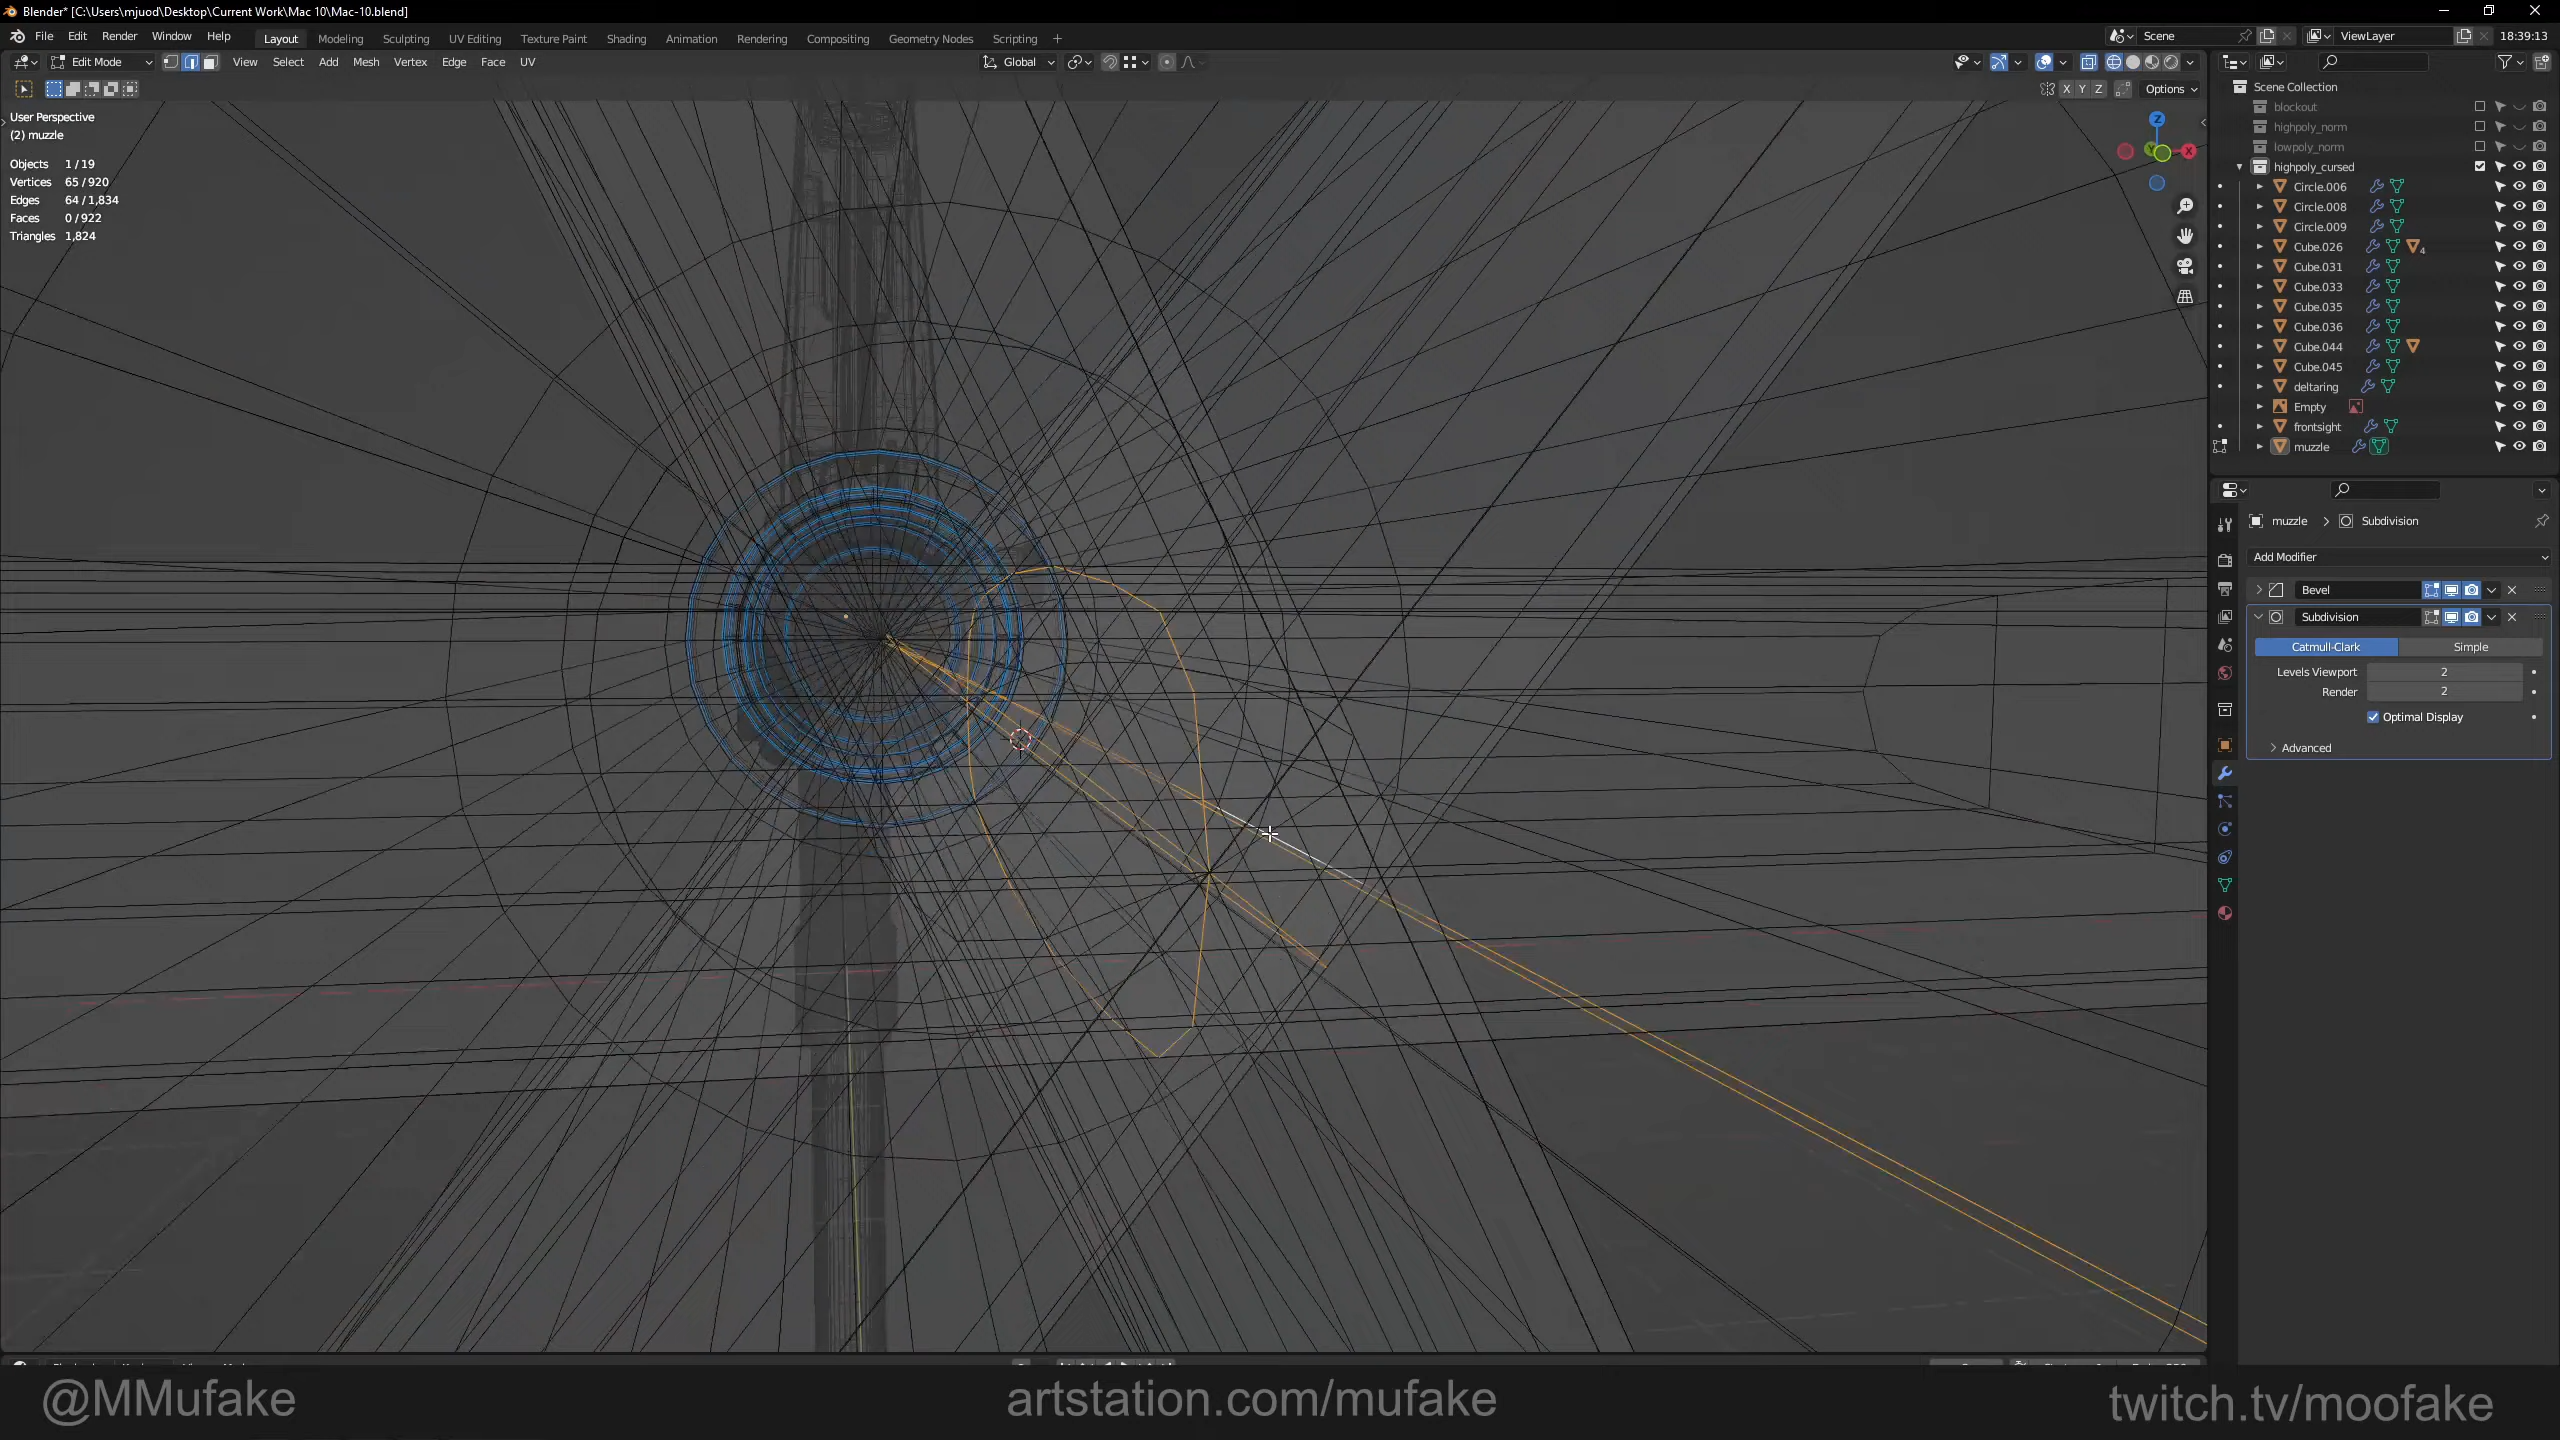 Blender* [C:\Users\mjuod\Desktop\Current Work\Mac 10\Mac-10.blend]
File Edit Render Window Help Layout Modeling Sculpting UV Editing Texture Paint Shading Animation Rendering Compositing Geometry Nodes Scripting + Scene ViewLayer 18:39:13
Edit Mode View Select Add Mesh Vertex Edge Face UV Global
X Y Z Options
User Perspective
(2) muzzle
Objects 1/19
Vertices 65/920
Edges 64/1,834
Faces 0/922
Triangles 1,824
Z
Y
X
Scene Collection
blockout
highpoly_norm
lowpoly_norm
highpoly_cursed
Circle.006
Circle.008
Circle.009
Cube.026 4
Cube.031
Cube.033
Cube.035
Cube.036
Cube.044
Cube.045
deltaring
Empty
frontsight
muzzle
muzzle > Subdivision
Add Modifier
Bevel
Subdivision
Catmull-Clark Simple
Levels Viewport 2
Render 2
Optimal Display
Advanced
@MMufake artstation.com/mufake twitch.tv/moofake